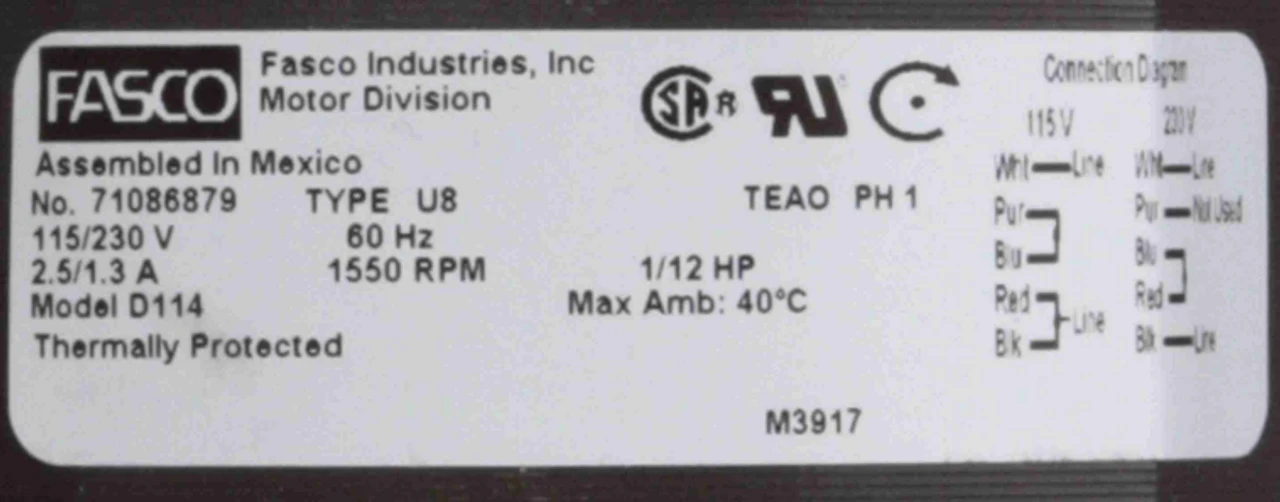 FASCO
Fasco Industries, Inc
Motor Division
Assembled In Mexico
No. 71086879 TYPE U8 TEAO PH 1
115/230 V 60 Hz
2.5/1.3 A 1550 RPM 1/12 HP
Model D114 Max Amb: 40°C
Thermally Protected
M3917
SA R
RU
Connection Diagram
115 V 230 V
Wht Line Wht Line
Pur Pur Not Used
Blu Blu
Red Red
Line
Blk Blk Line